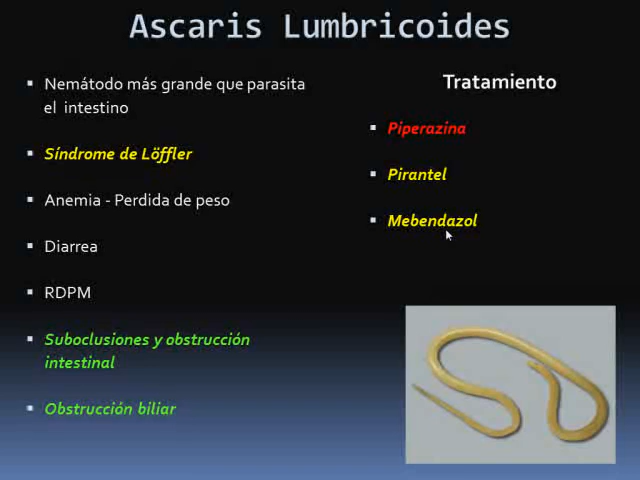 Ascaris Lumbricoides
Nemátodo más grande que parasita
el intestino
Síndrome de Löffler
Anemia - Perdida de peso
Diarrea
RDPM
Suboclusiones y obstrucción
intestinal
Obstrucción biliar
Tratamiento
Piperazina
Pirantel
Mebendazol